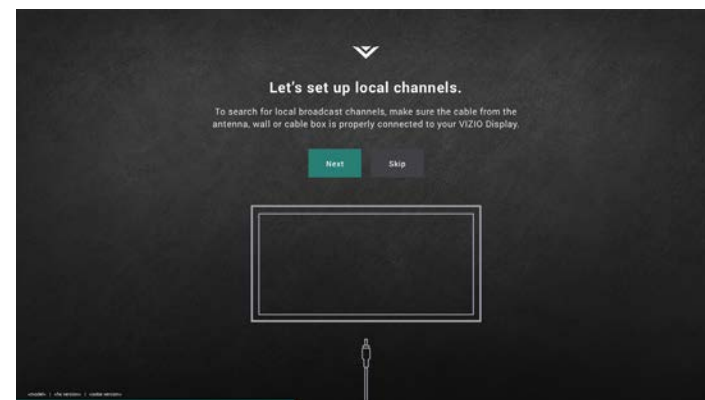 Let's set up local channels.
To search for local broadcast channels, make sure the cable from the
antenna, wall or cable box is properly connected to your VIZIO Display.
Next Skip